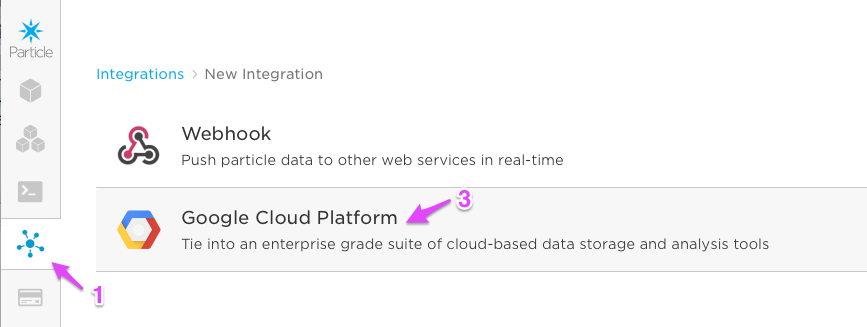 Particle
Integrations > New Integration
Webhook
Push particle data to other web services in real-time
Google Cloud Platform
3
Tie into an enterprise grade suite of cloud-based data storage and analysis tools
1